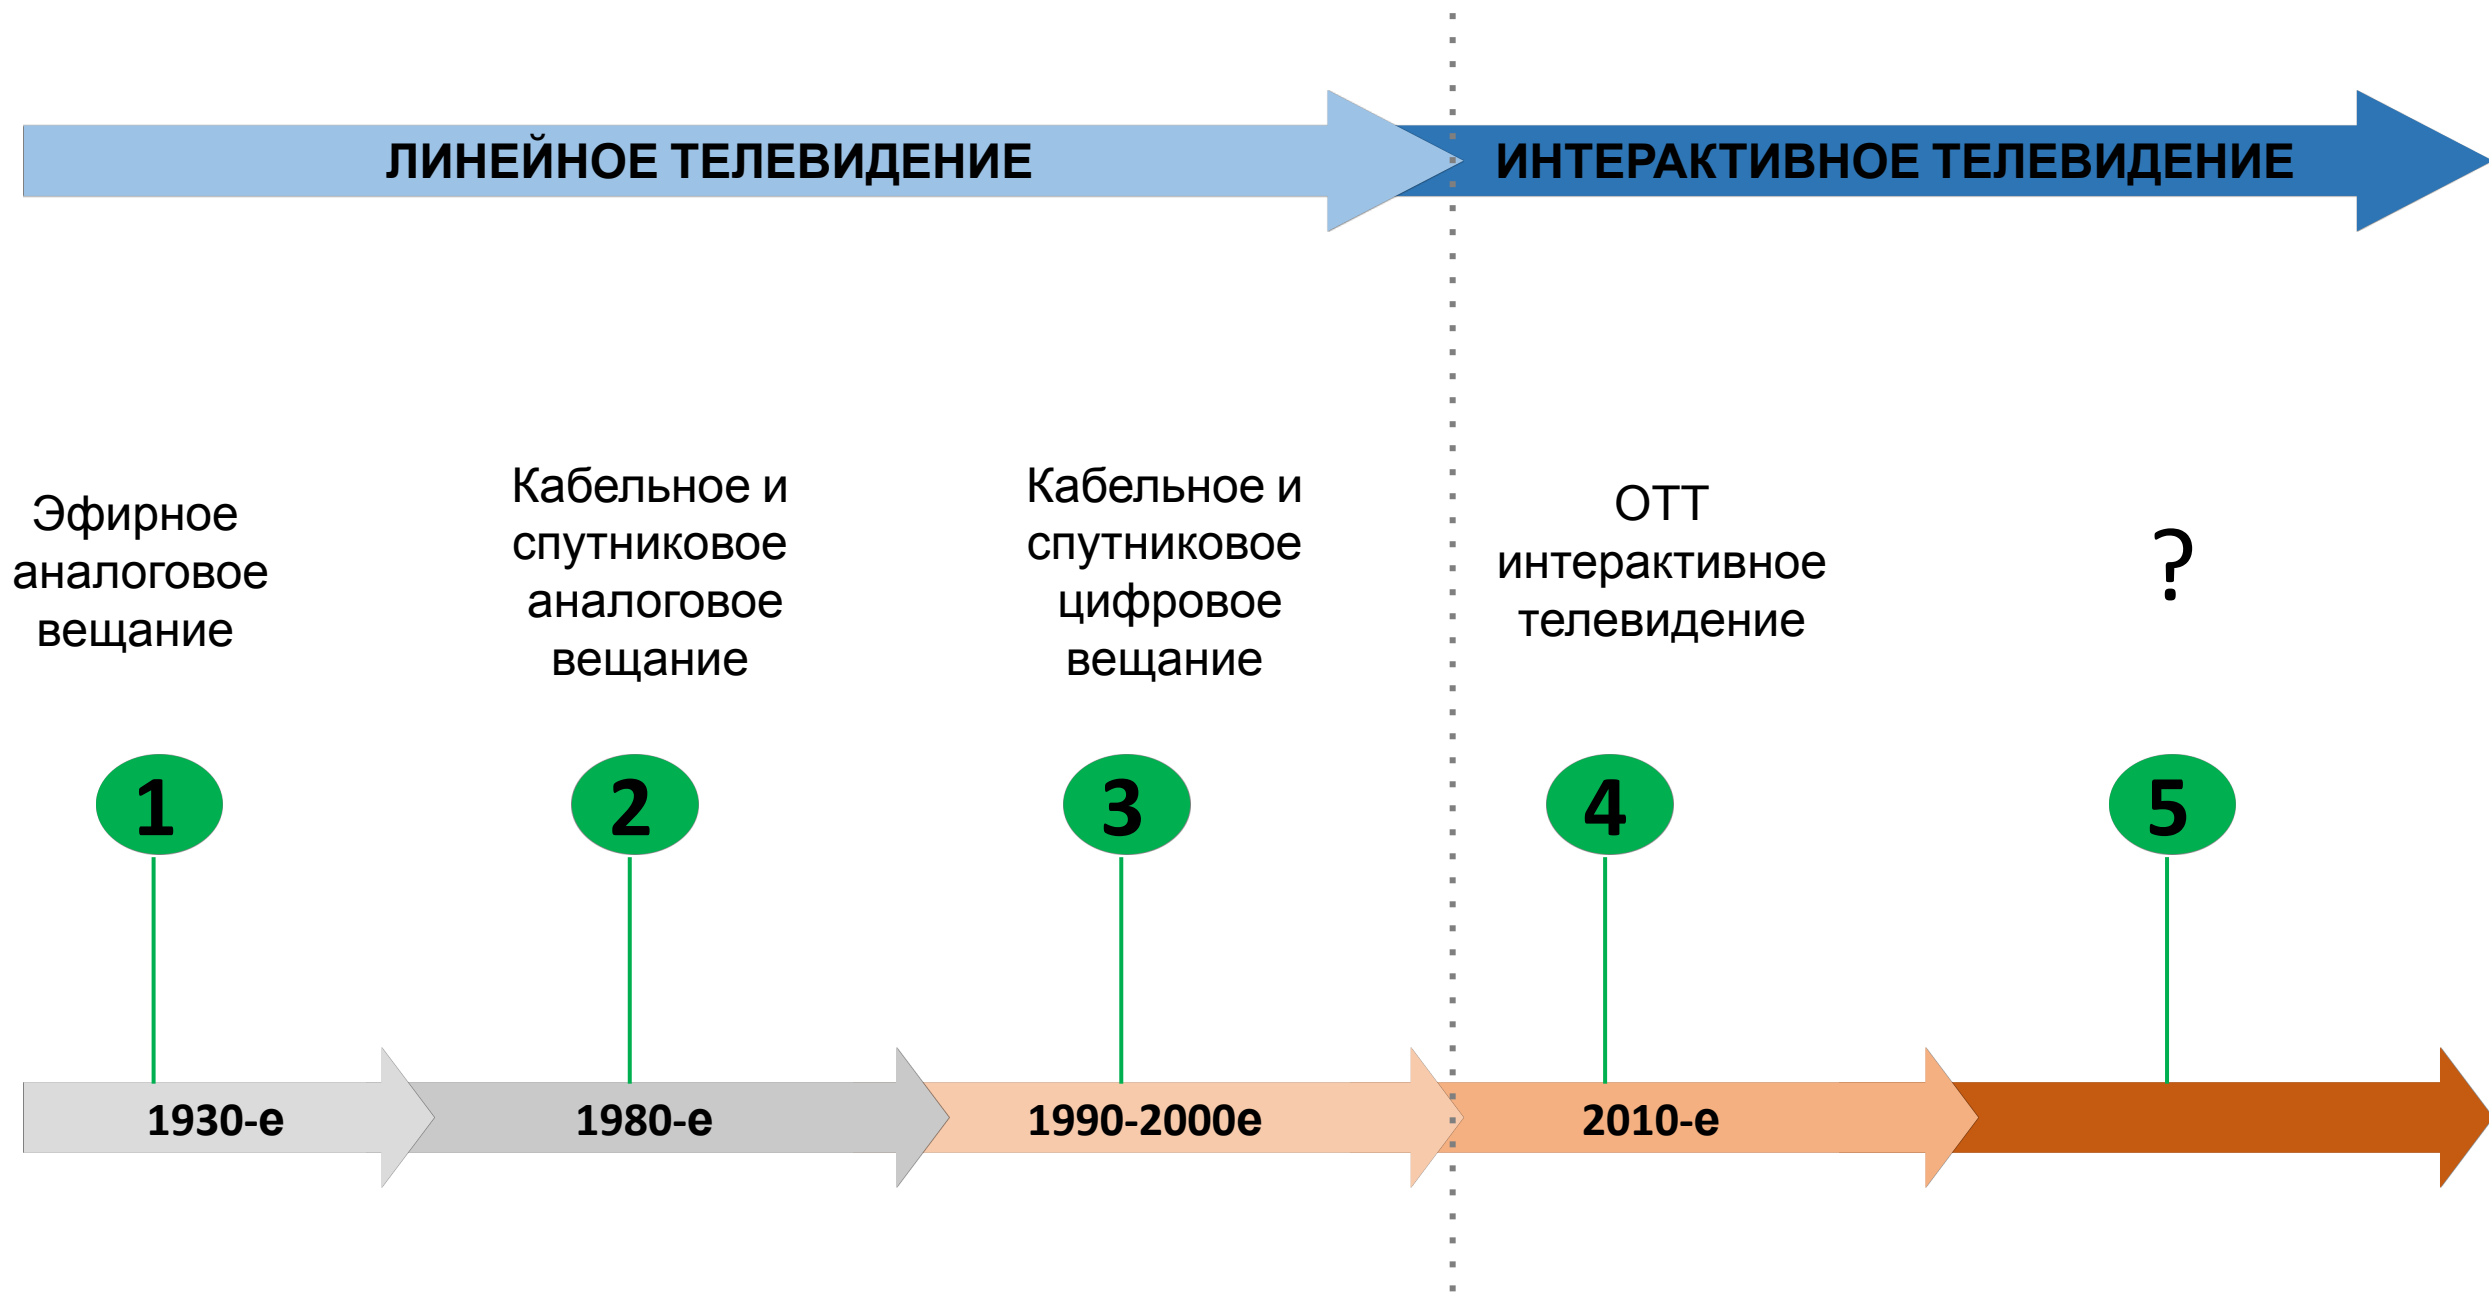 ЛИНЕЙНОЕ ТЕЛЕВИДЕНИЕ
ИНТЕРАКТИВНОЕ ТЕЛЕВИДЕНИЕ
Эфирное
аналоговое
вещание
Кабельное и
спутниковое
аналоговое
вещание
Кабельное и
спутниковое
цифровое
вещание
ОТТ
интерактивное
телевидение
?
1
2
3
4
5
1930-е
1980-е
1990-2000е
2010-е